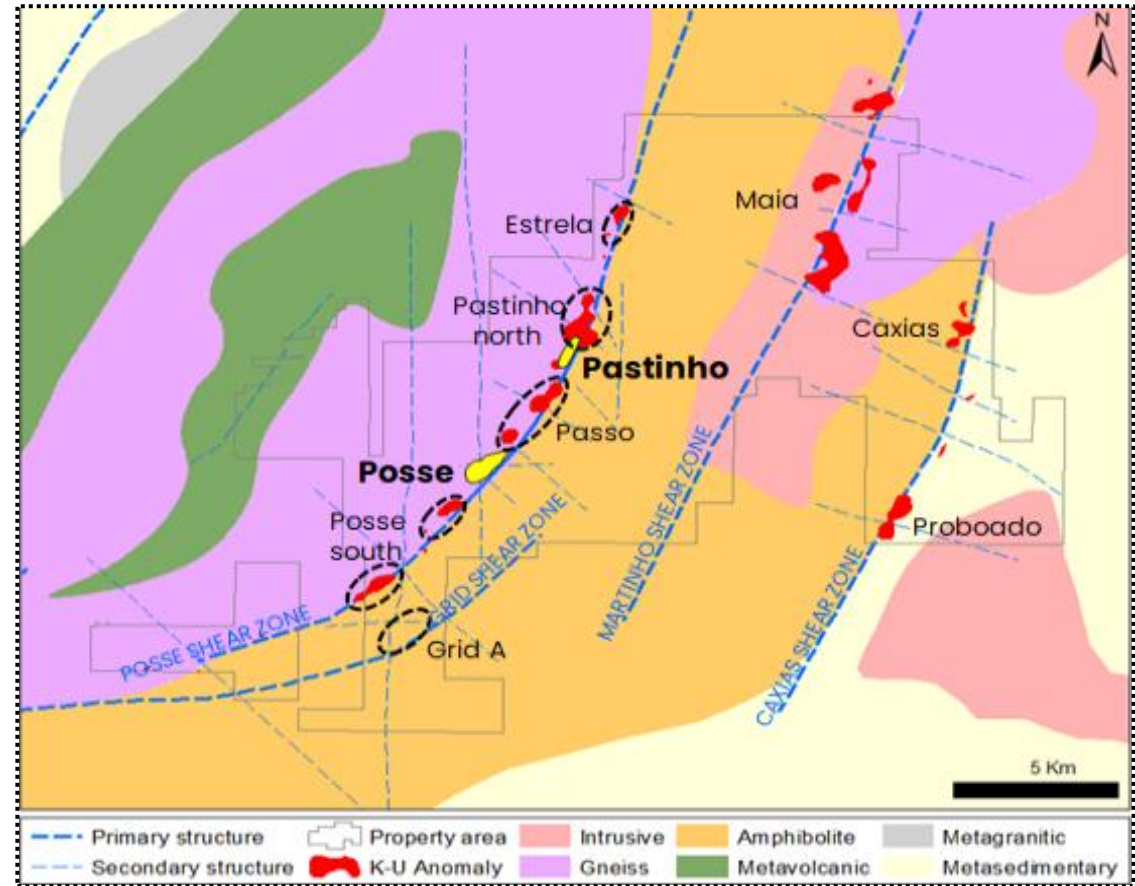 N
Estrela
Maia
Pastinho
north
Caxias
Pastinho
Passo
Posse
Posse
south
Proboado
Grid A
POSSE SHEAR ZONE
GRID SHEAR ZONE
MARTINHO SHEAR ZONE
CAXIAS SHEAR ZONE
5 Km
Primary structure Property area Intrusive Amphibolite Metagranitic
Secondary structure K-U Anomaly Gneiss Metavolcanic Metasedimentary